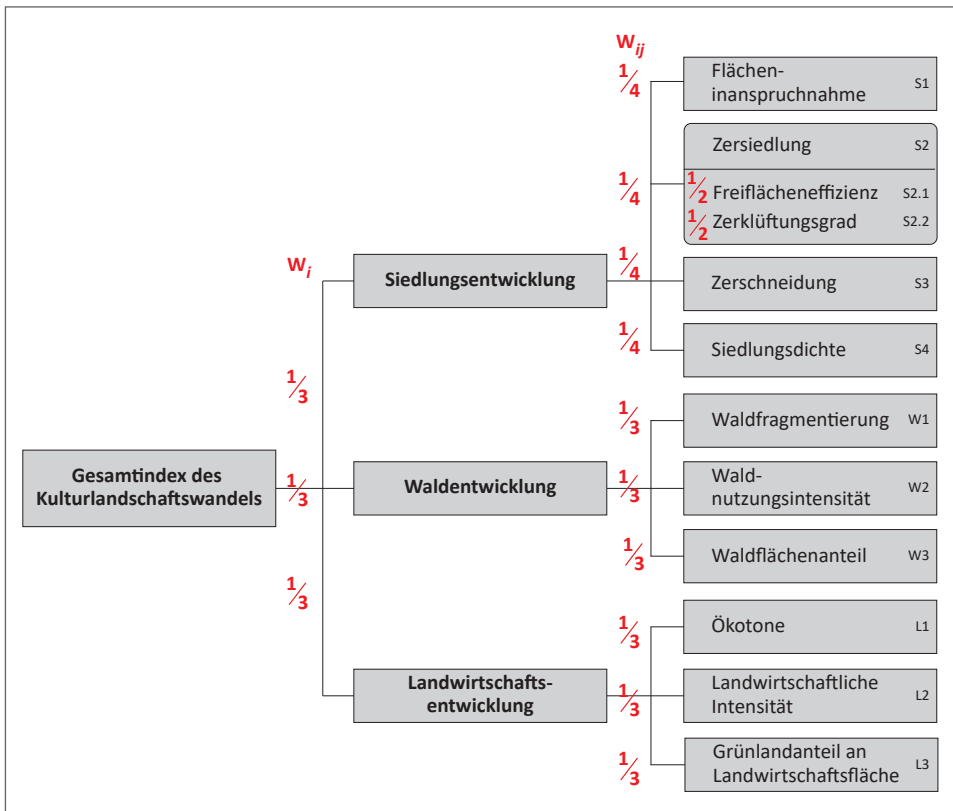 W_ij
1/4
Flächen-
inanspruchnahme S1
Zersiedlung S2
1/4
1/2 Freiflächeneffizienz S2.1
1/2 Zerklüftungsgrad S2.2
W_i
Siedlungsentwicklung
1/4
Zerschneidung S3
1/4
Siedlungsdichte S4
1/3
1/3
Waldfragmentierung W1
Gesamtindex des
Kulturlandschaftswandels
1/3
Waldentwicklung
1/3
Wald-
nutzungsintensität W2
1/3
Waldflächenanteil W3
1/3
1/3
Ökotone L1
Landwirtschafts-
entwicklung
1/3
Landwirtschaftliche
Intensität L2
1/3
Grünlandanteil an
Landwirtschaftsfläche L3